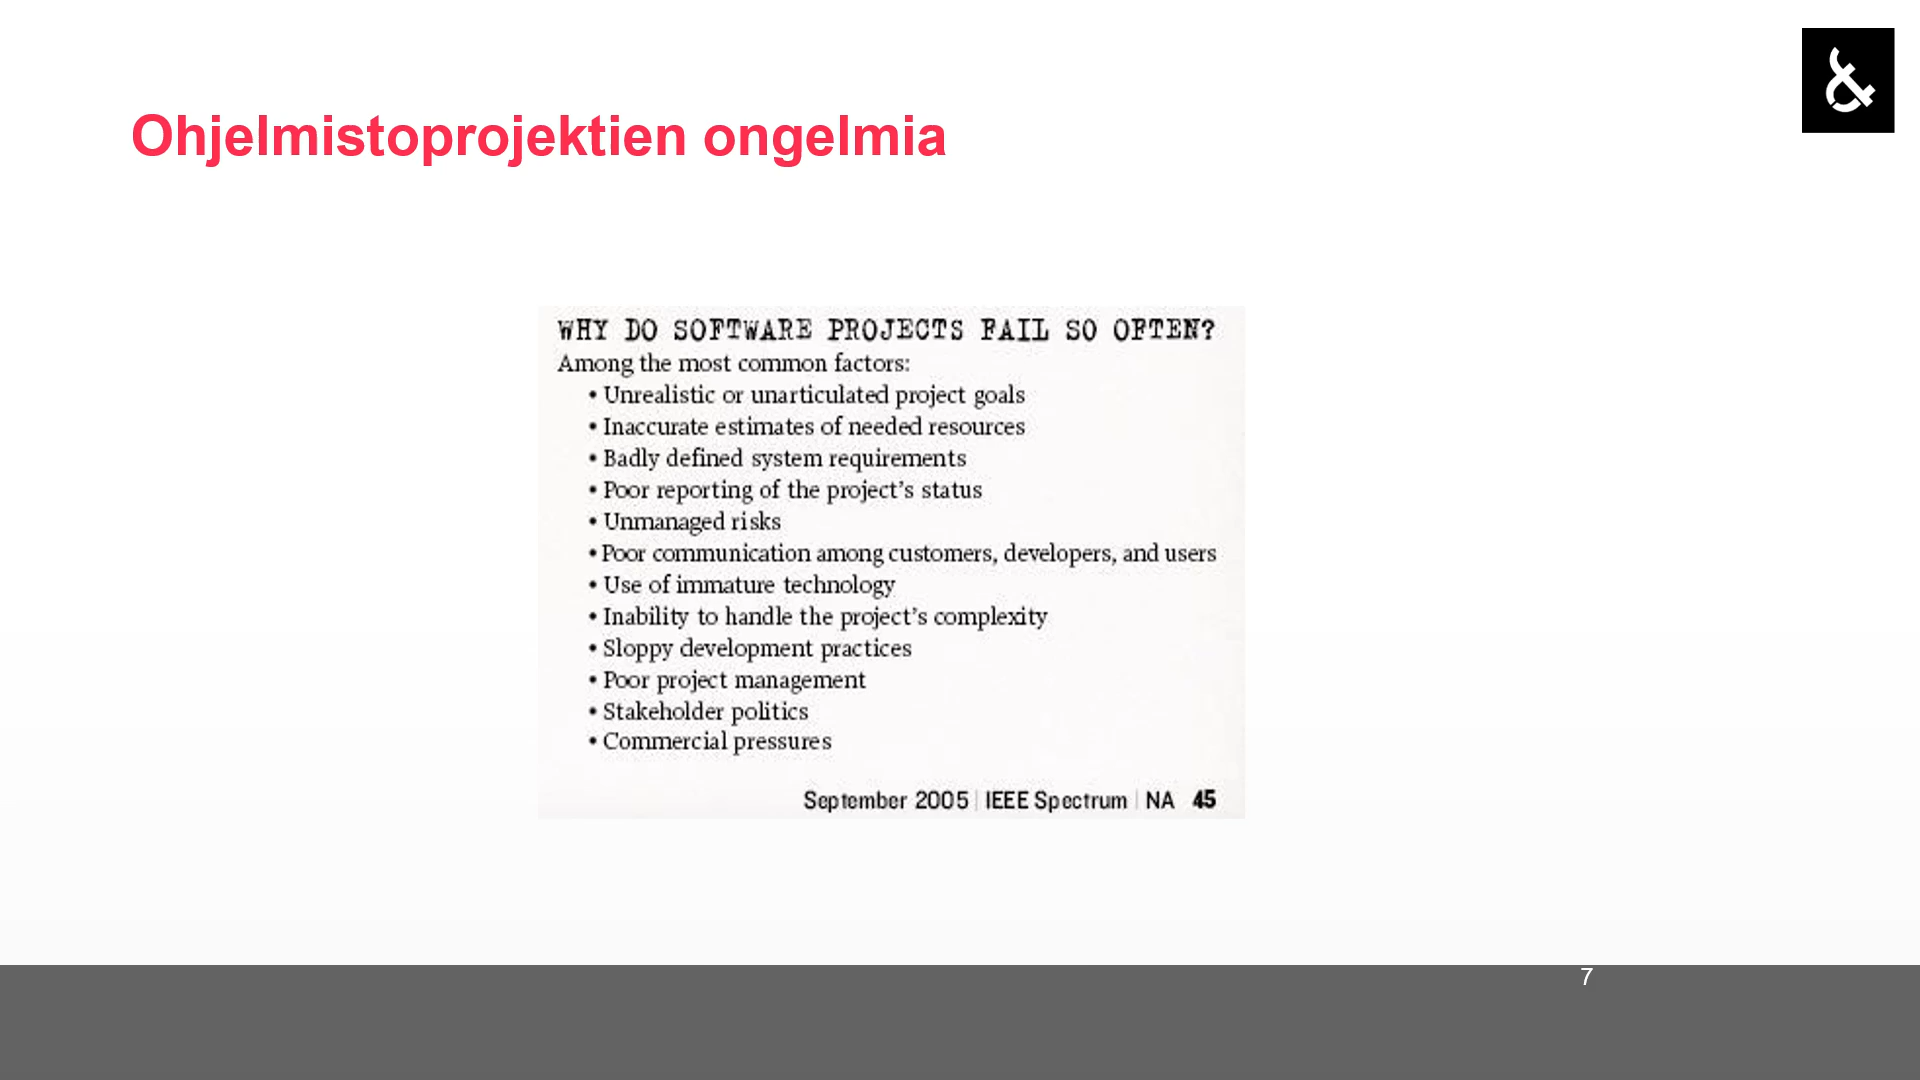 &
Ohjelmistoprojektien ongelmia
WHY DO SOFTWARE PROJECTS FAIL SO OFTEN?
Among the most common factors:
• Unrealistic or unarticulated project goals
• Inaccurate estimates of needed resources
• Badly defined system requirements
• Poor reporting of the project's status
• Unmanaged risks
• Poor communication among customers, developers, and users
• Use of immature technology
• Inability to handle the project's complexity
• Sloppy development practices
• Poor project management
• Stakeholder politics
• Commercial pressures
September 2005 | IEEE Spectrum | NA 45
7